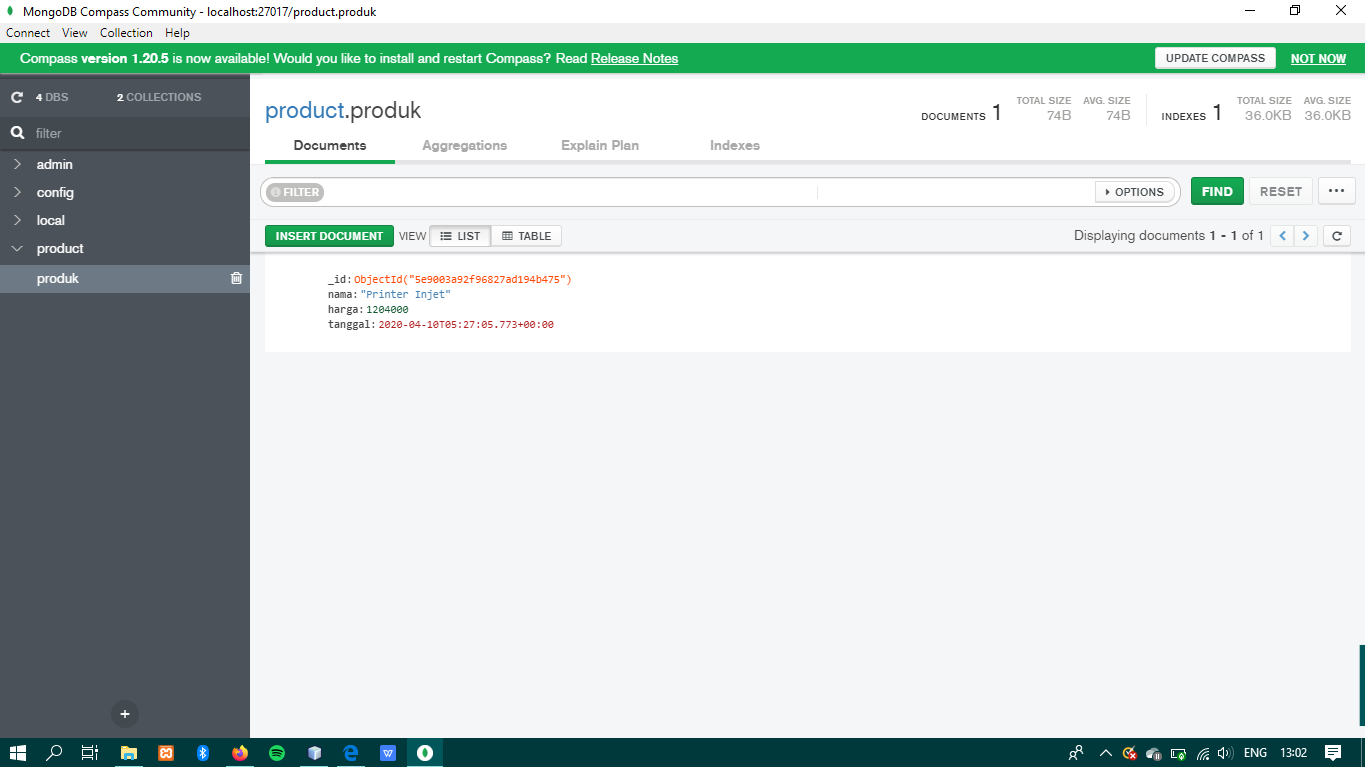 MongoDB Compass Community - localhost:27017/product.produk
Connect View Collection Help
Compass version 1.20.5 is now available! Would you like to install and restart Compass? Read Release Notes
UPDATE COMPASS NOT NOW
4 DBS 2 COLLECTIONS
filter
admin
config
local
product
produk
product.produk
DOCUMENTS 1 TOTAL SIZE 74B AVG. SIZE 74B INDEXES 1 TOTAL SIZE 36.0KB AVG. SIZE 36.0KB
Documents Aggregations Explain Plan Indexes
FILTER OPTIONS FIND RESET ...
INSERT DOCUMENT VIEW LIST TABLE Displaying documents 1 - 1 of 1
_id: ObjectId("5e9003a92f96827ad194b475")
nama: "Printer Injet"
harga: 1204000
tanggal: 2020-04-10T05:27:05.773+00:00
ENG 13:02